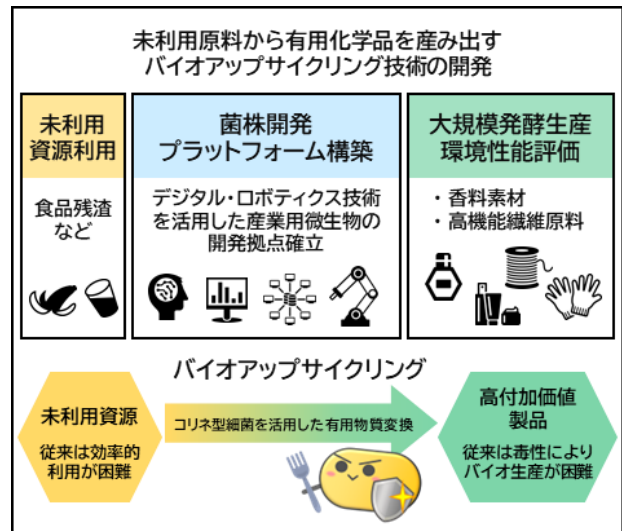 未利用原料から有用化学品を産み出す
バイオアップサイクリング技術の開発
未利用
資源利用
食品残渣
など
菌株開発
プラットフォーム構築
デジタル・ロボティクス技術
を活用した産業用微生物の
開発拠点確立
大規模発酵生産
環境性能評価
・香料素材
・高機能繊維原料
バイオアップサイクリング
未利用資源
従来は効率的
利用が困難
コリネ型細菌を活用した有用物質変換
高付加価値
製品
従来は毒性により
バイオ生産が困難